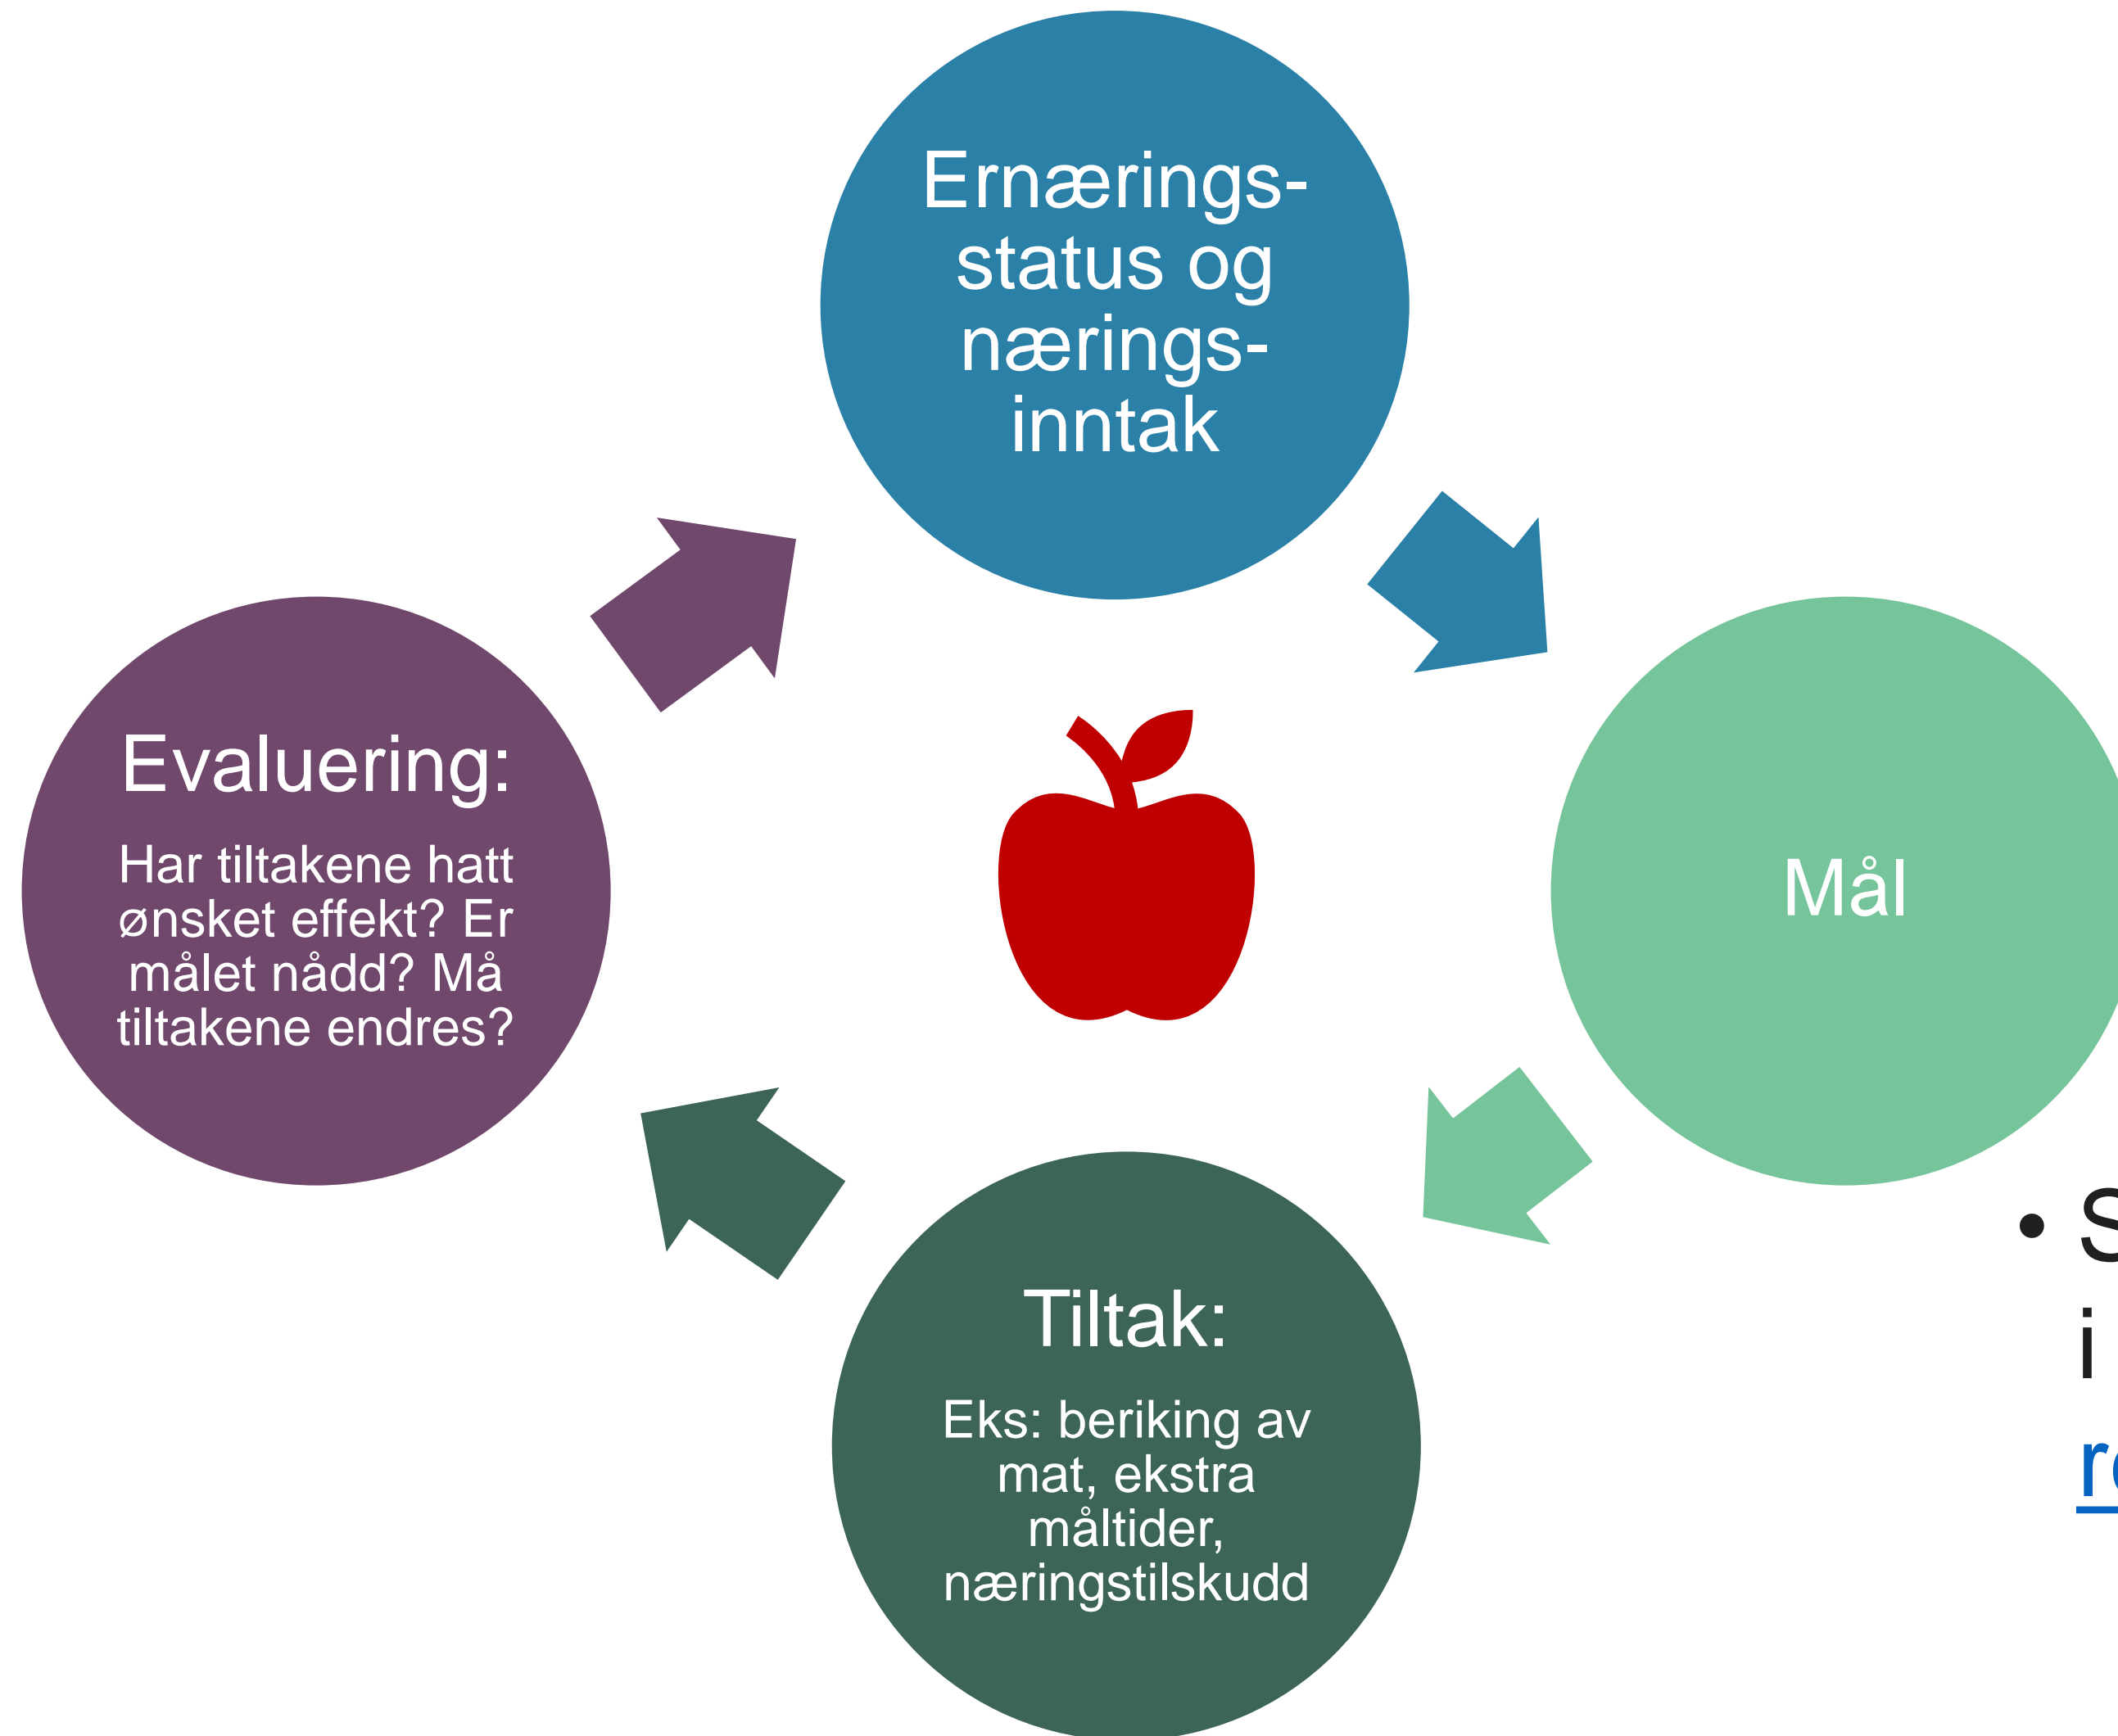 Ernærings-
status og
nærings-
inntak
Mål
Tiltak:
Eks: beriking av
mat, ekstra
måltider,
næringstilskudd
Evaluering:
Har tiltakene hatt
ønsket effekt? Er
målet nådd? Må
tiltakene endres?
• i